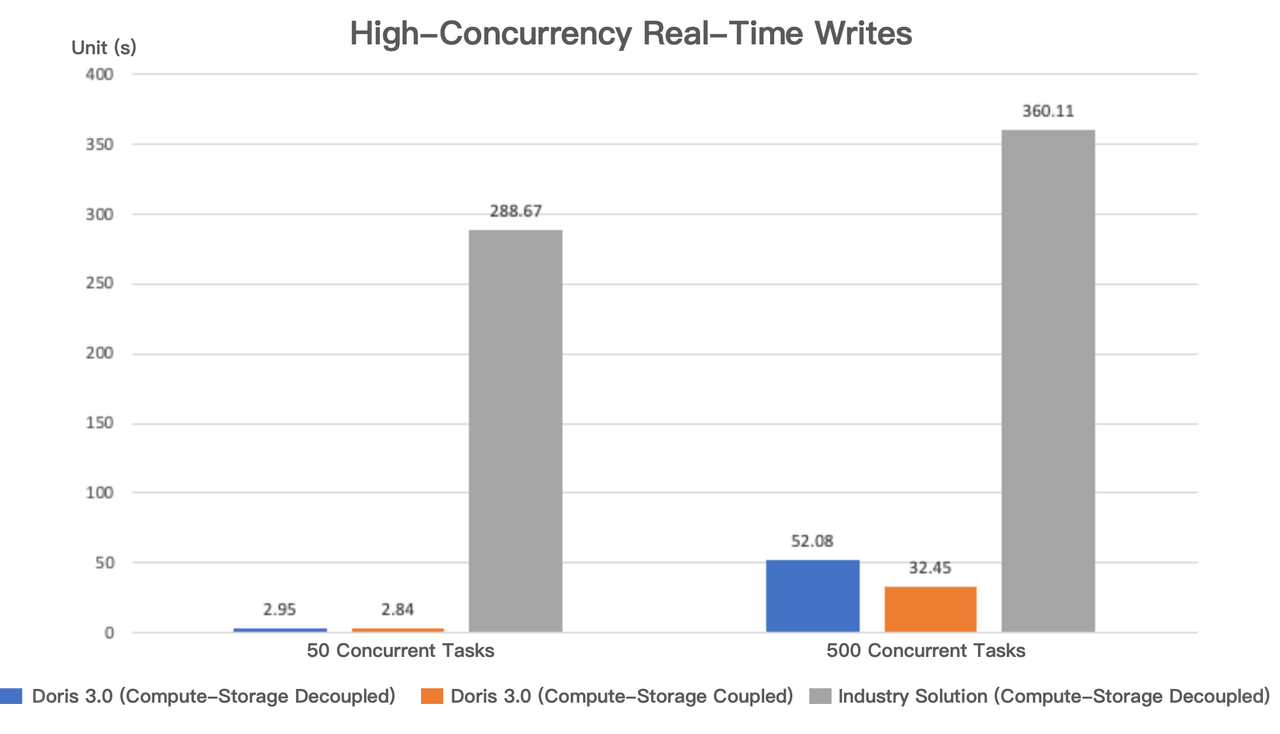 High-Concurrency Real-Time Writes
Unit (s)
400
350
300
250
200
150
100
50
0
2.95
2.84
288.67
52.08
32.45
360.11
50 Concurrent Tasks
500 Concurrent Tasks
Doris 3.0 (Compute-Storage Decoupled)
Doris 3.0 (Compute-Storage Coupled)
Industry Solution (Compute-Storage Decoupled)